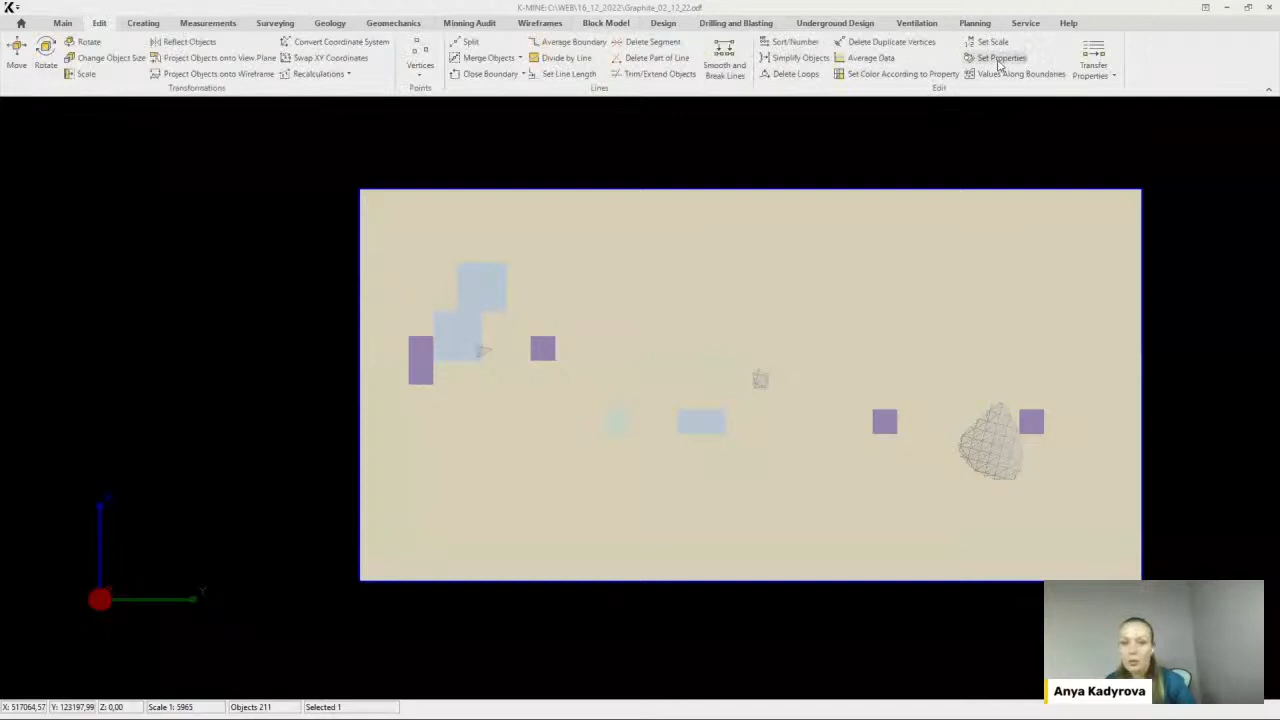 K-MINE:C:\WEB\16_12_2022\Graphite_02_12_22.pdf
Main Edit Creating Measurements Surveying Geology Geomechanics Mining Audit Wireframes Block Model Design Drilling and Blasting Underground Design Ventilation Planning Service Help
Move
Rotate
Rotate
Change Object Size
Scale
Reflect Objects
Project Objects onto View Plane
Project Objects onto Wireframe
Convert Coordinate System
Swap XY Coordinates
Recalculations
Transformations
Vertices
Points
Split
Merge Objects
Close Boundary
Average Boundary
Divide by Line
Set Line Length
Delete Segment
Delete Part of Line
Trim/Extend Objects
Smooth and
Break Lines
Lines
Sort/Number
Simplify Objects
Delete Loops
Delete Duplicate Vertices
Average Data
Set Color According to Property
Set Scale
Set Properties
Values Along Boundaries
Transfer
Properties
Edit
Y
Anya Kadyrova
X: 517064,57 Y: 123197,99 Z: 0,00 Scale 1: 5965 Objects 211 Selected 1